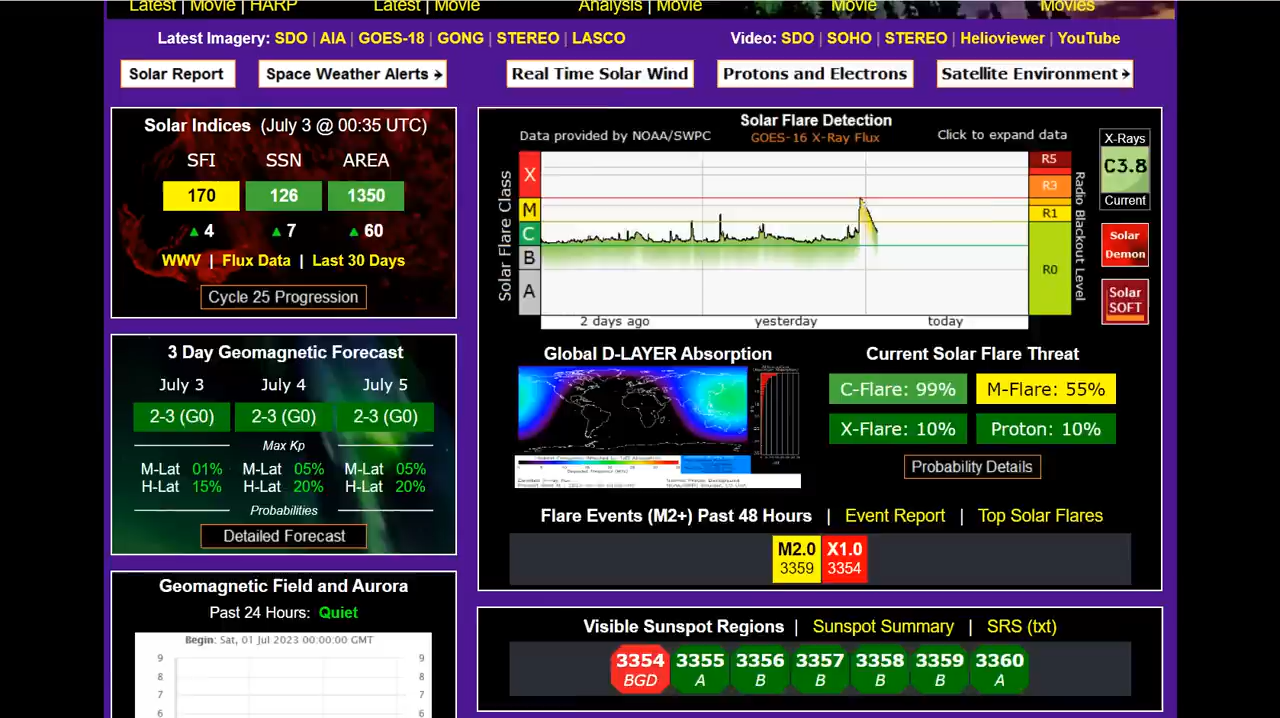 Latest | Movie | HARP
Latest | Movie
Analysis | Movie
Movie
Movies
Latest Imagery: SDO | AIA | GOES-18 | GONG | STEREO | LASCO
Video: SDO | SOHO | STEREO | Helioviewer | YouTube
Solar Report
Space Weather Alerts
Real Time Solar Wind
Protons and Electrons
Satellite Environment
Solar Indices (July 3 @ 00:35 UTC)
SFI SSN AREA
170 126 1350
▲ 4 ▲ 7 ▲ 60
WWV | Flux Data | Last 30 Days
Cycle 25 Progression
3 Day Geomagnetic Forecast
July 3 July 4 July 5
2-3 (G0) 2-3 (G0) 2-3 (G0)
Max Kp
M-Lat 01% M-Lat 05% M-Lat 05%
H-Lat 15% H-Lat 20% H-Lat 20%
Probabilities
Detailed Forecast
Geomagnetic Field and Aurora
Past 24 Hours: Quiet
Begin: Sat, 01 Jul 2023 00:00:00 GMT
9 9
8 8
7 7
6 6
Solar Flare Detection
Data provided by NOAA/SWPC
GOES-16 X-Ray Flux
Click to expand data
Solar Flare Class
X
M
C
B
A
R5
R3
R1
R0
Radio Blackout Level
2 days ago yesterday today
X-Rays
C3.8
Current
Solar
Demon
Solar
SOFT
Global D-LAYER Absorption
Current Solar Flare Threat
C-Flare: 99% M-Flare: 55%
X-Flare: 10% Proton: 10%
Probability Details
Flare Events (M2+) Past 48 Hours | Event Report | Top Solar Flares
M2.0 X1.0
3359 3354
Visible Sunspot Regions | Sunspot Summary | SRS (txt)
3354 3355 3356 3357 3358 3359 3360
BGD A B B B B A